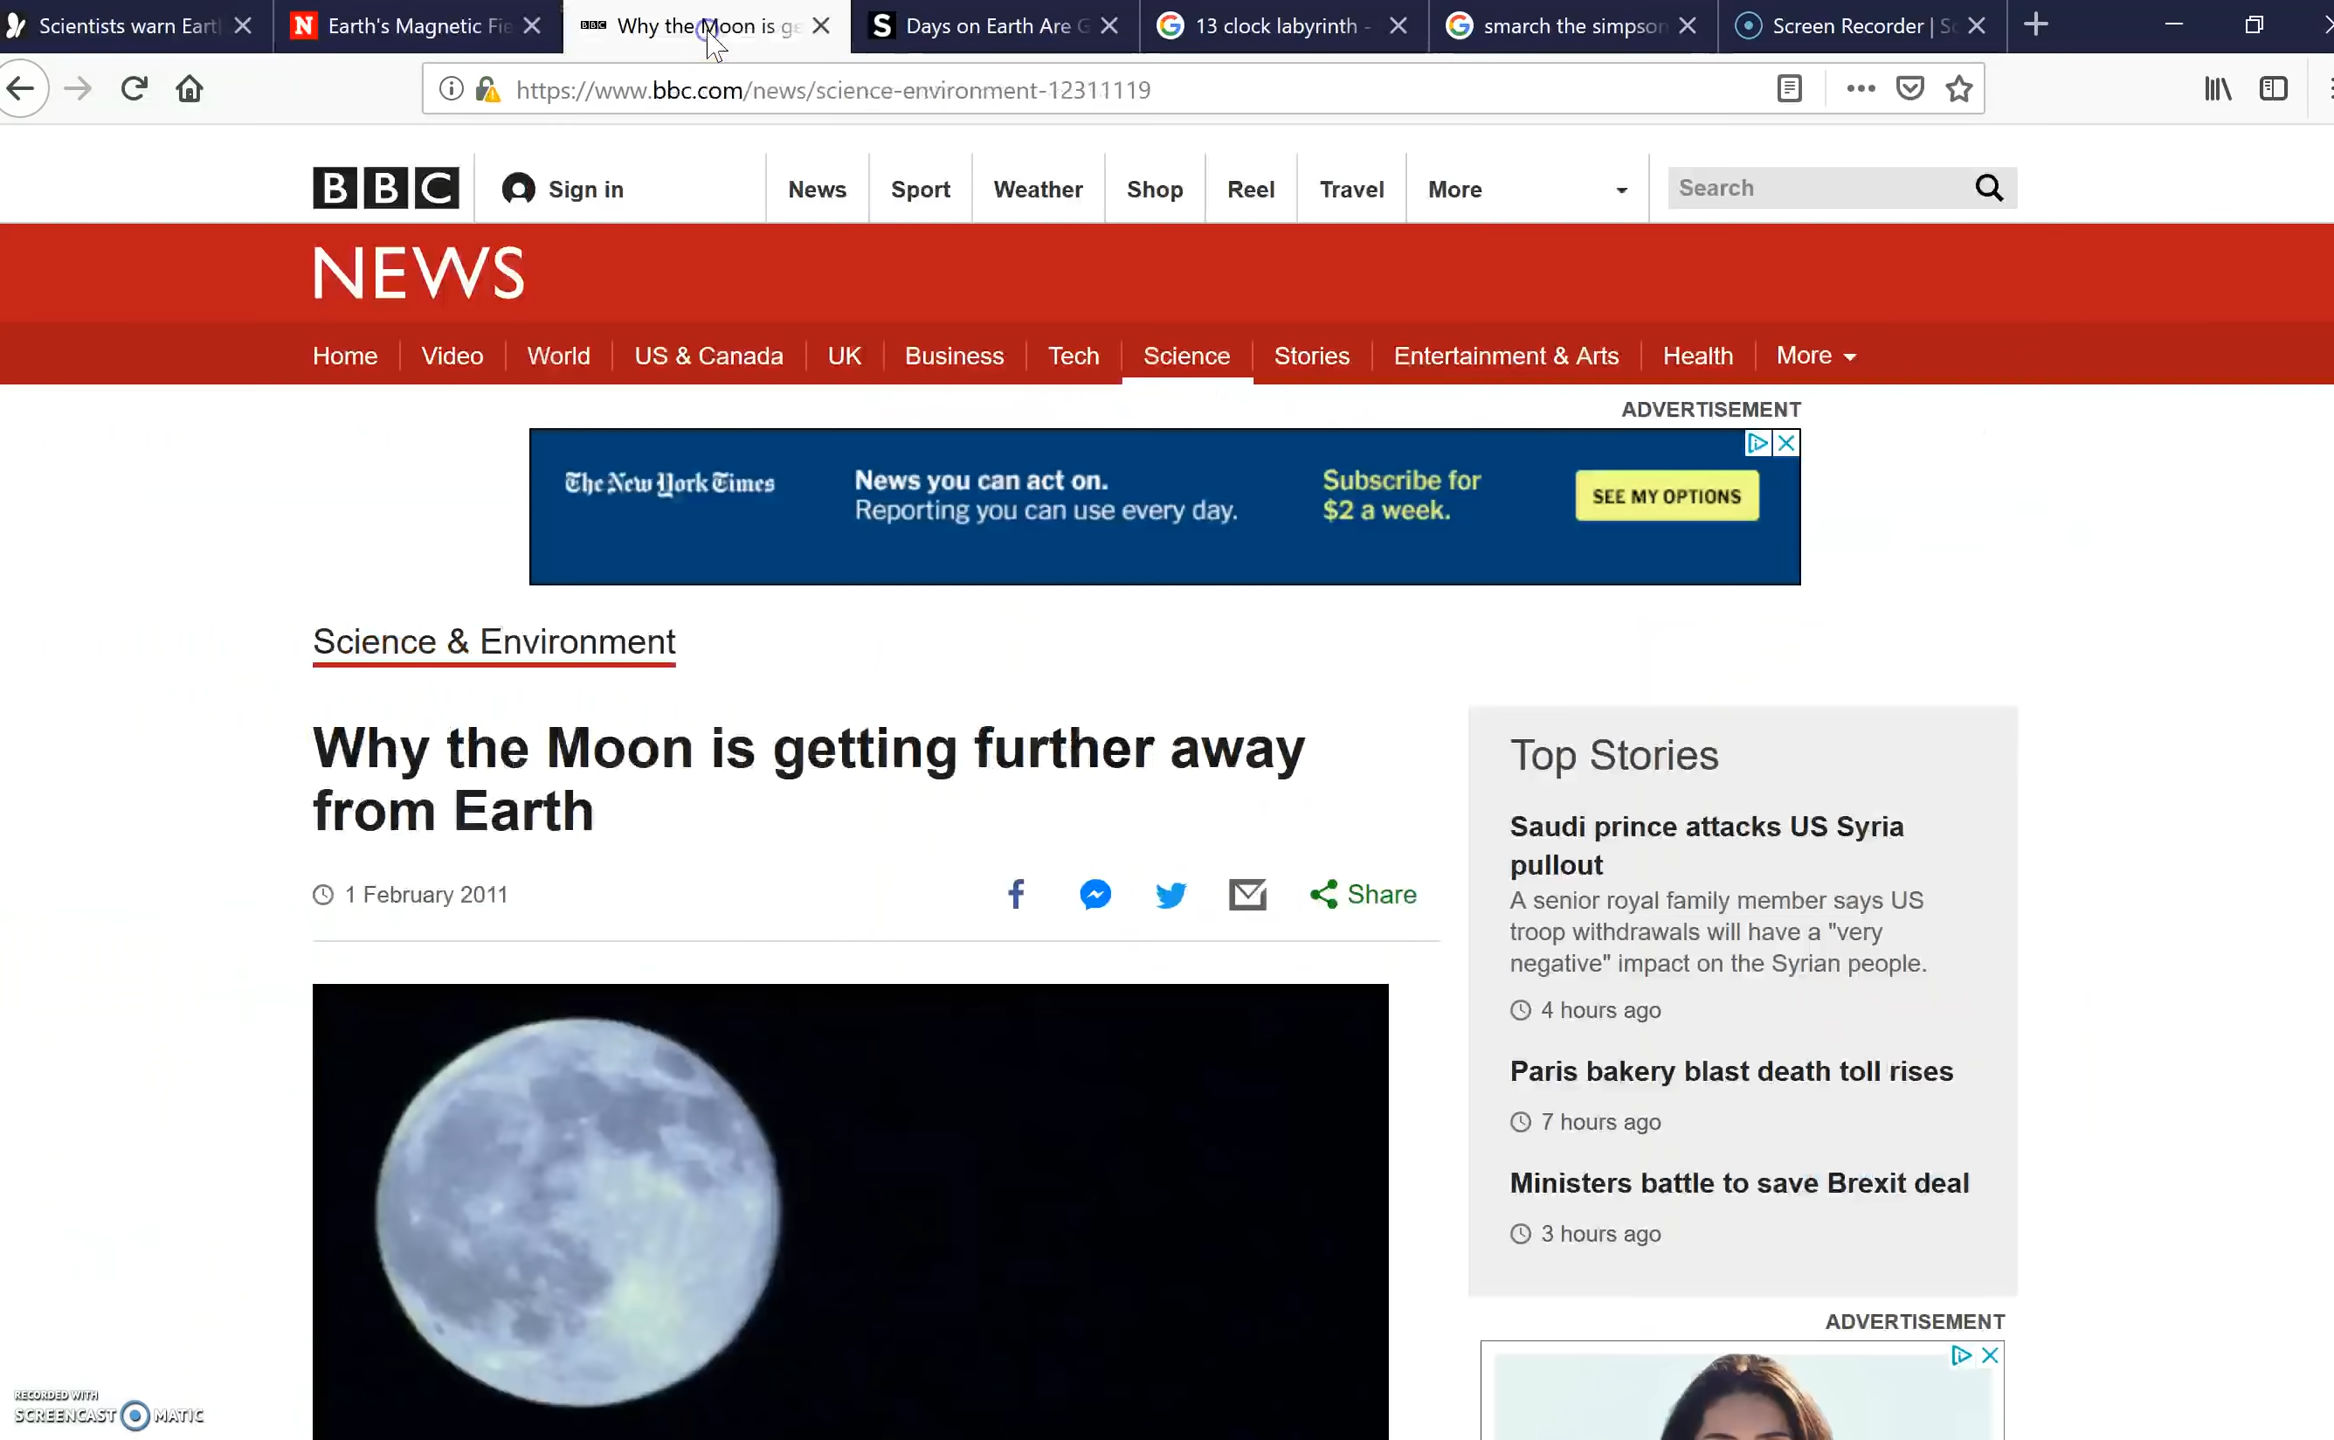 Scientists warn Eart
Earth's Magnetic Fie
BBC Why the Moon is ge
S Days on Earth Are G
13 clock labyrinth -
smarch the simpson
Screen Recorder | Sc
https://www.bbc.com/news/science-environment-12311119
BBC
Sign in
News
Sport
Weather
Shop
Reel
Travel
More
Search
NEWS
Home
Video
World
US & Canada
UK
Business
Tech
Science
Stories
Entertainment & Arts
Health
More
ADVERTISEMENT
The New York Times
News you can act on.
Reporting you can use every day.
Subscribe for
$2 a week.
SEE MY OPTIONS
Science & Environment
Why the Moon is getting further away
from Earth
1 February 2011
Share
Top Stories
Saudi prince attacks US Syria
pullout
A senior royal family member says US
troop withdrawals will have a "very
negative" impact on the Syrian people.
4 hours ago
Paris bakery blast death toll rises
7 hours ago
Ministers battle to save Brexit deal
3 hours ago
ADVERTISEMENT
RECORDED WITH
SCREENCAST MATIC